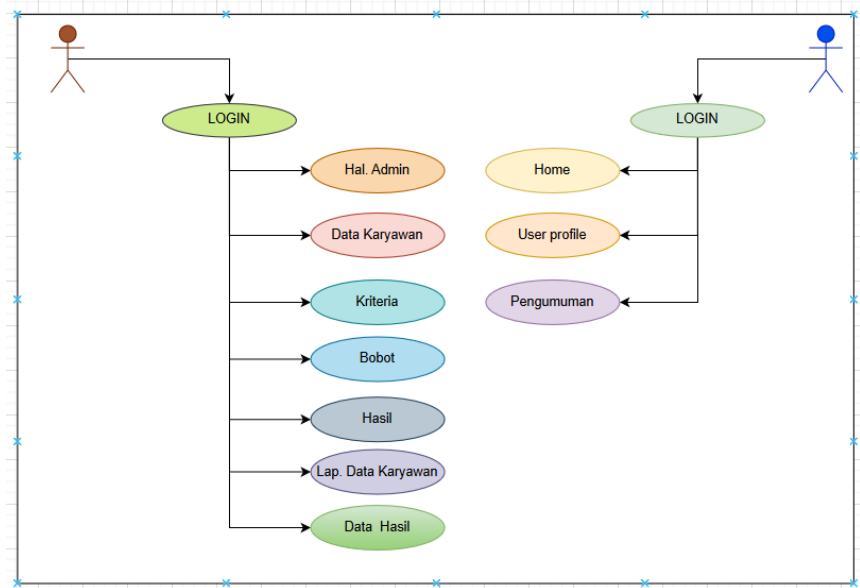 LOGIN
LOGIN
Hal. Admin
Home
Data Karyawan
User profile
Kriteria
Pengumuman
Bobot
Hasil
Lap. Data Karyawan
Data Hasil